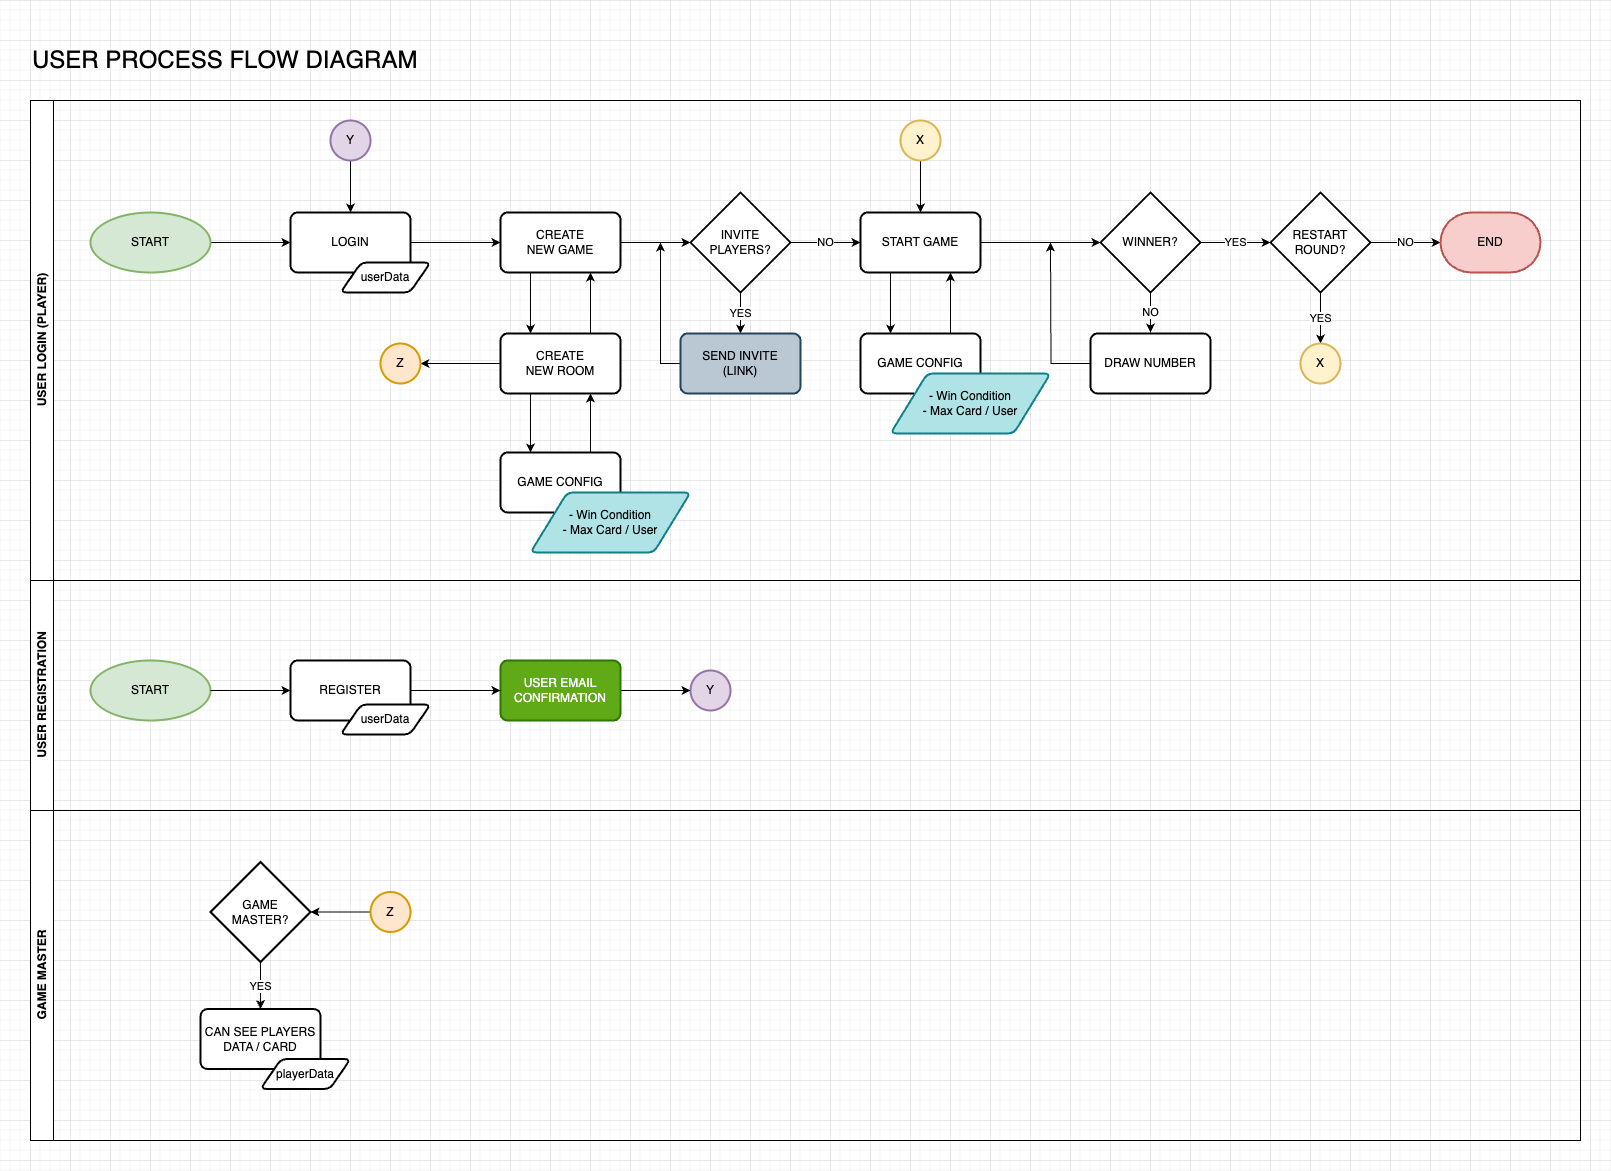 USER PROCESS FLOW DIAGRAM
USER LOGIN (PLAYER)
Y
X
START
LOGIN
userData
CREATE
NEW GAME
INVITE
PLAYERS?
NO
START GAME
WINNER?
YES
RESTART
ROUND?
NO
END
YES
NO
YES
Z
CREATE
NEW ROOM
SEND INVITE
(LINK)
GAME CONFIG
- Win Condition
- Max Card / User
DRAW NUMBER
X
GAME CONFIG
- Win Condition
- Max Card / User
USER REGISTRATION
START
REGISTER
userData
USER EMAIL
CONFIRMATION
Y
GAME MASTER
GAME
MASTER?
Z
YES
CAN SEE PLAYERS
DATA / CARD
playerData